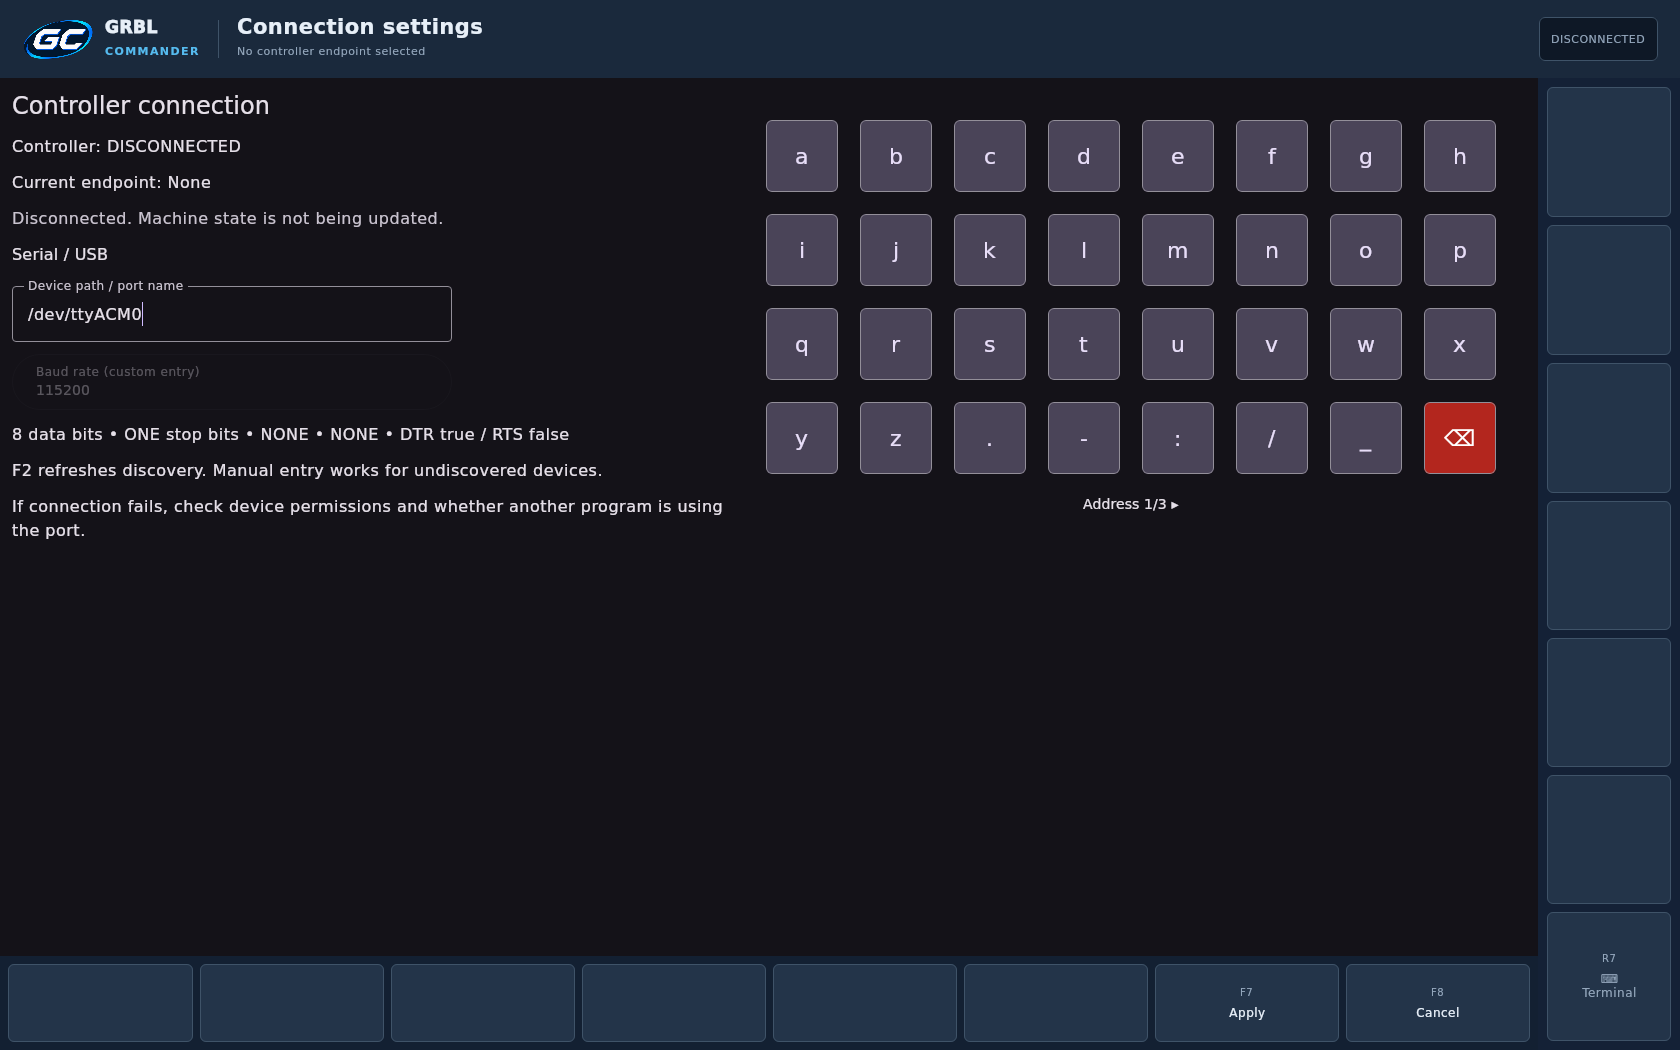 GC GRBL
COMMANDER
Connection settings
No controller endpoint selected
DISCONNECTED
Controller connection
Controller: DISCONNECTED
Current endpoint: None
Disconnected. Machine state is not being updated.
Serial / USB
Device path / port name
/dev/ttyACM0
Baud rate (custom entry)
115200
8 data bits • ONE stop bits • NONE • NONE • DTR true / RTS false
F2 refreshes discovery. Manual entry works for undiscovered devices.
If connection fails, check device permissions and whether another program is using
the port.
a b c d e f g h
i j k l m n o p
q r s t u v w x
y z . - : / _ ⌫
Address 1/3 ▸
F7
Apply
F8
Cancel
R7
⌨
Terminal